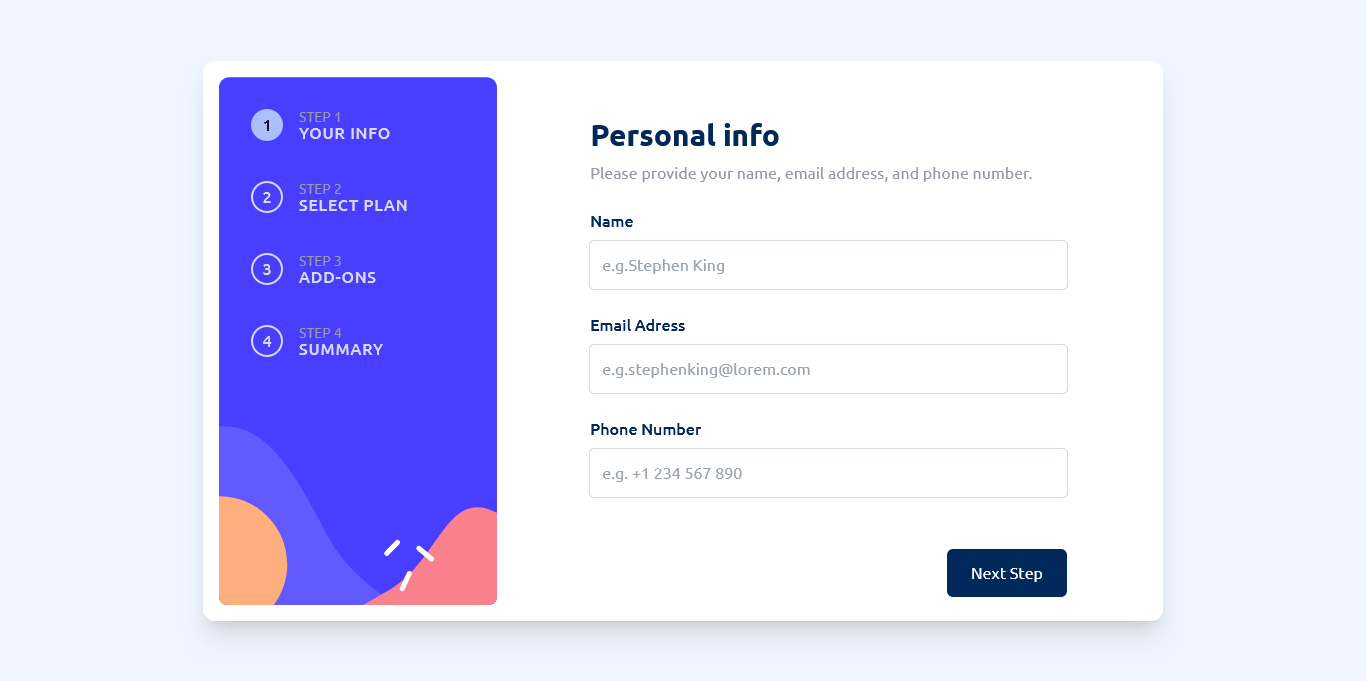 1
STEP 1
YOUR INFO
2
STEP 2
SELECT PLAN
3
STEP 3
ADD-ONS
4
STEP 4
SUMMARY
Personal info
Please provide your name, email address, and phone number.
Name
e.g.Stephen King
Email Adress
e.g.stephenking@lorem.com
Phone Number
e.g. +1 234 567 890
Next Step